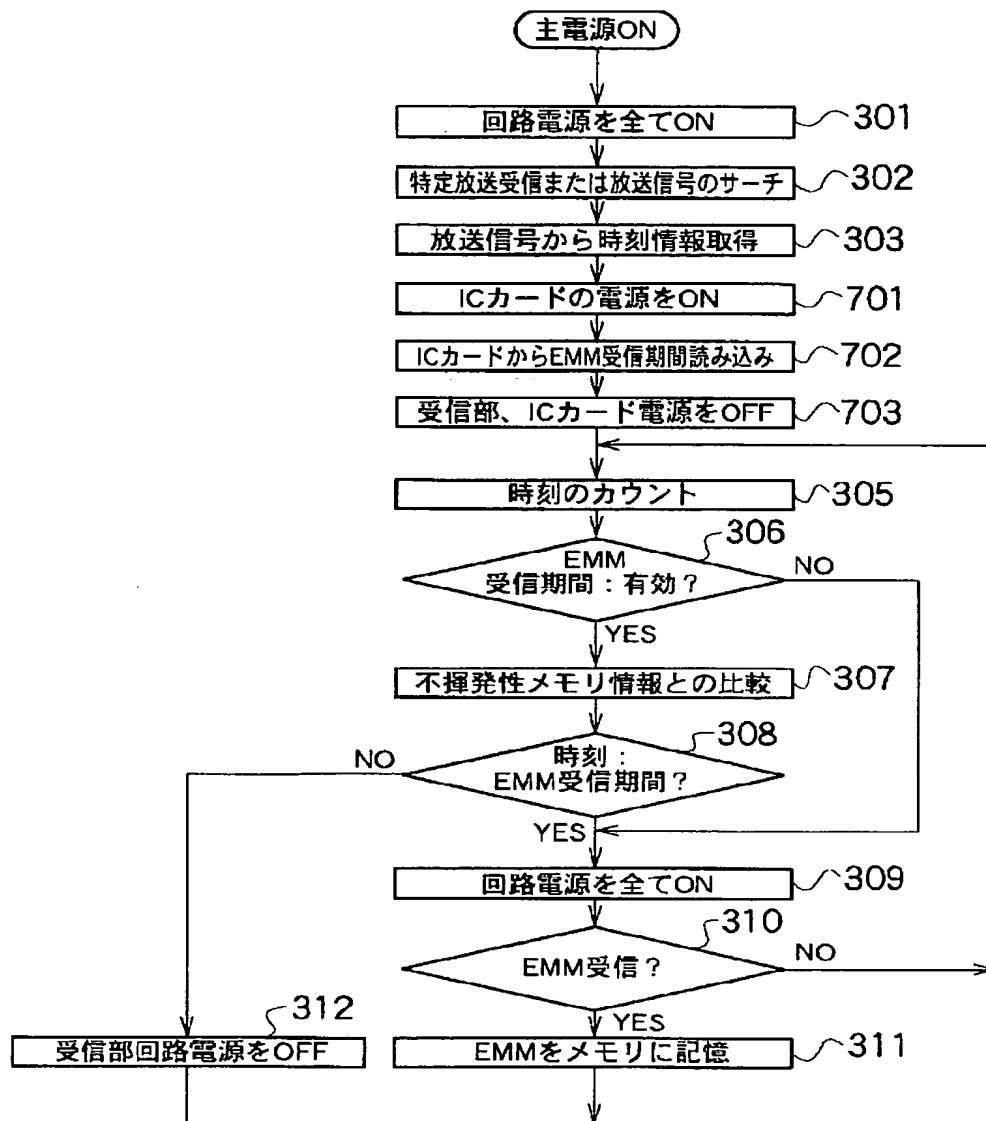 主電源ON
回路電源を全てON
301
特定放送受信または放送信号のサーチ
302
放送信号から時刻情報取得
303
ICカードの電源をON
701
ICカードからEMM受信期間読み込み
702
受信部、ICカード電源をOFF
703
時刻のカウント
305
306
EMM
受信期間：有効？
NO
YES
不揮発性メモリ情報との比較
307
308
時刻：
EMM受信期間？
NO
YES
回路電源を全てON
309
310
EMM受信？
NO
YES
312
受信部回路電源をOFF
EMMをメモリに記憶
311